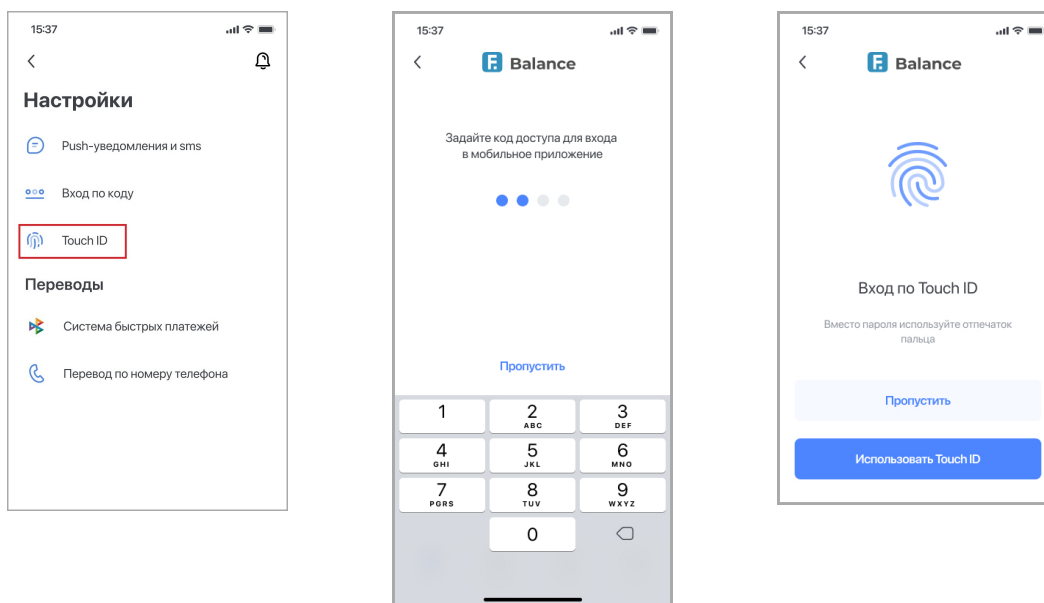 15:37
Настройки
Push-уведомления и sms
Вход по коду
Touch ID
Переводы
Система быстрых платежей
Перевод по номеру телефона
15:37
F. Balance
Задайте код доступа для входа
в мобильное приложение
Пропустить
1 2 3
ABC DEF
4 5 6
GHI JKL MNO
7 8 9
PGRS TUV WXYZ
0
15:37
F. Balance
Вход по Touch ID
Вместо пароля используйте отпечаток
пальца
Пропустить
Использовать Touch ID